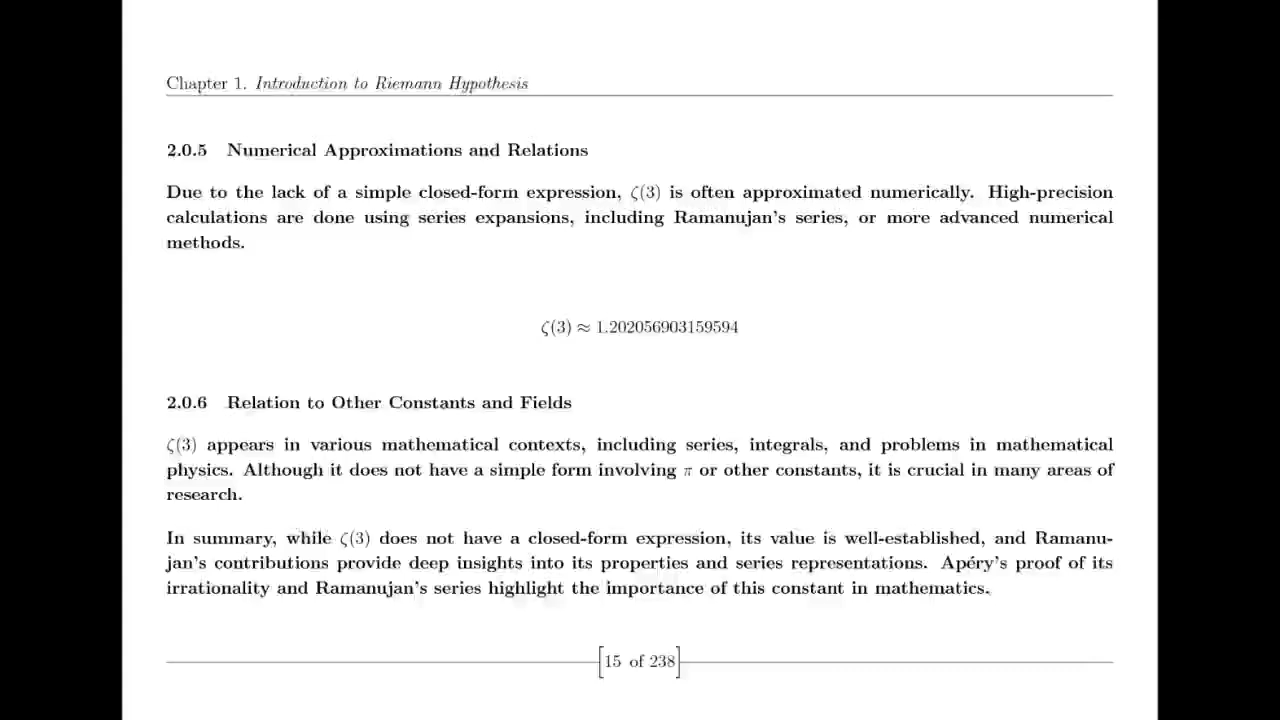 Chapter 1. Introduction to Riemann Hypothesis
2.0.5 Numerical Approximations and Relations
Due to the lack of a simple closed-form expression, ζ(3) is often approximated numerically. High-precision
calculations are done using series expansions, including Ramanujan's series, or more advanced numerical
methods.
ζ(3) ≈ 1.202056903159594
2.0.6 Relation to Other Constants and Fields
ζ(3) appears in various mathematical contexts, including series, integrals, and problems in mathematical
physics. Although it does not have a simple form involving π or other constants, it is crucial in many areas of
research.
In summary, while ζ(3) does not have a closed-form expression, its value is well-established, and Ramanu-
jan's contributions provide deep insights into its properties and series representations. Apéry's proof of its
irrationality and Ramanujan's series highlight the importance of this constant in mathematics.
[15 of 238]